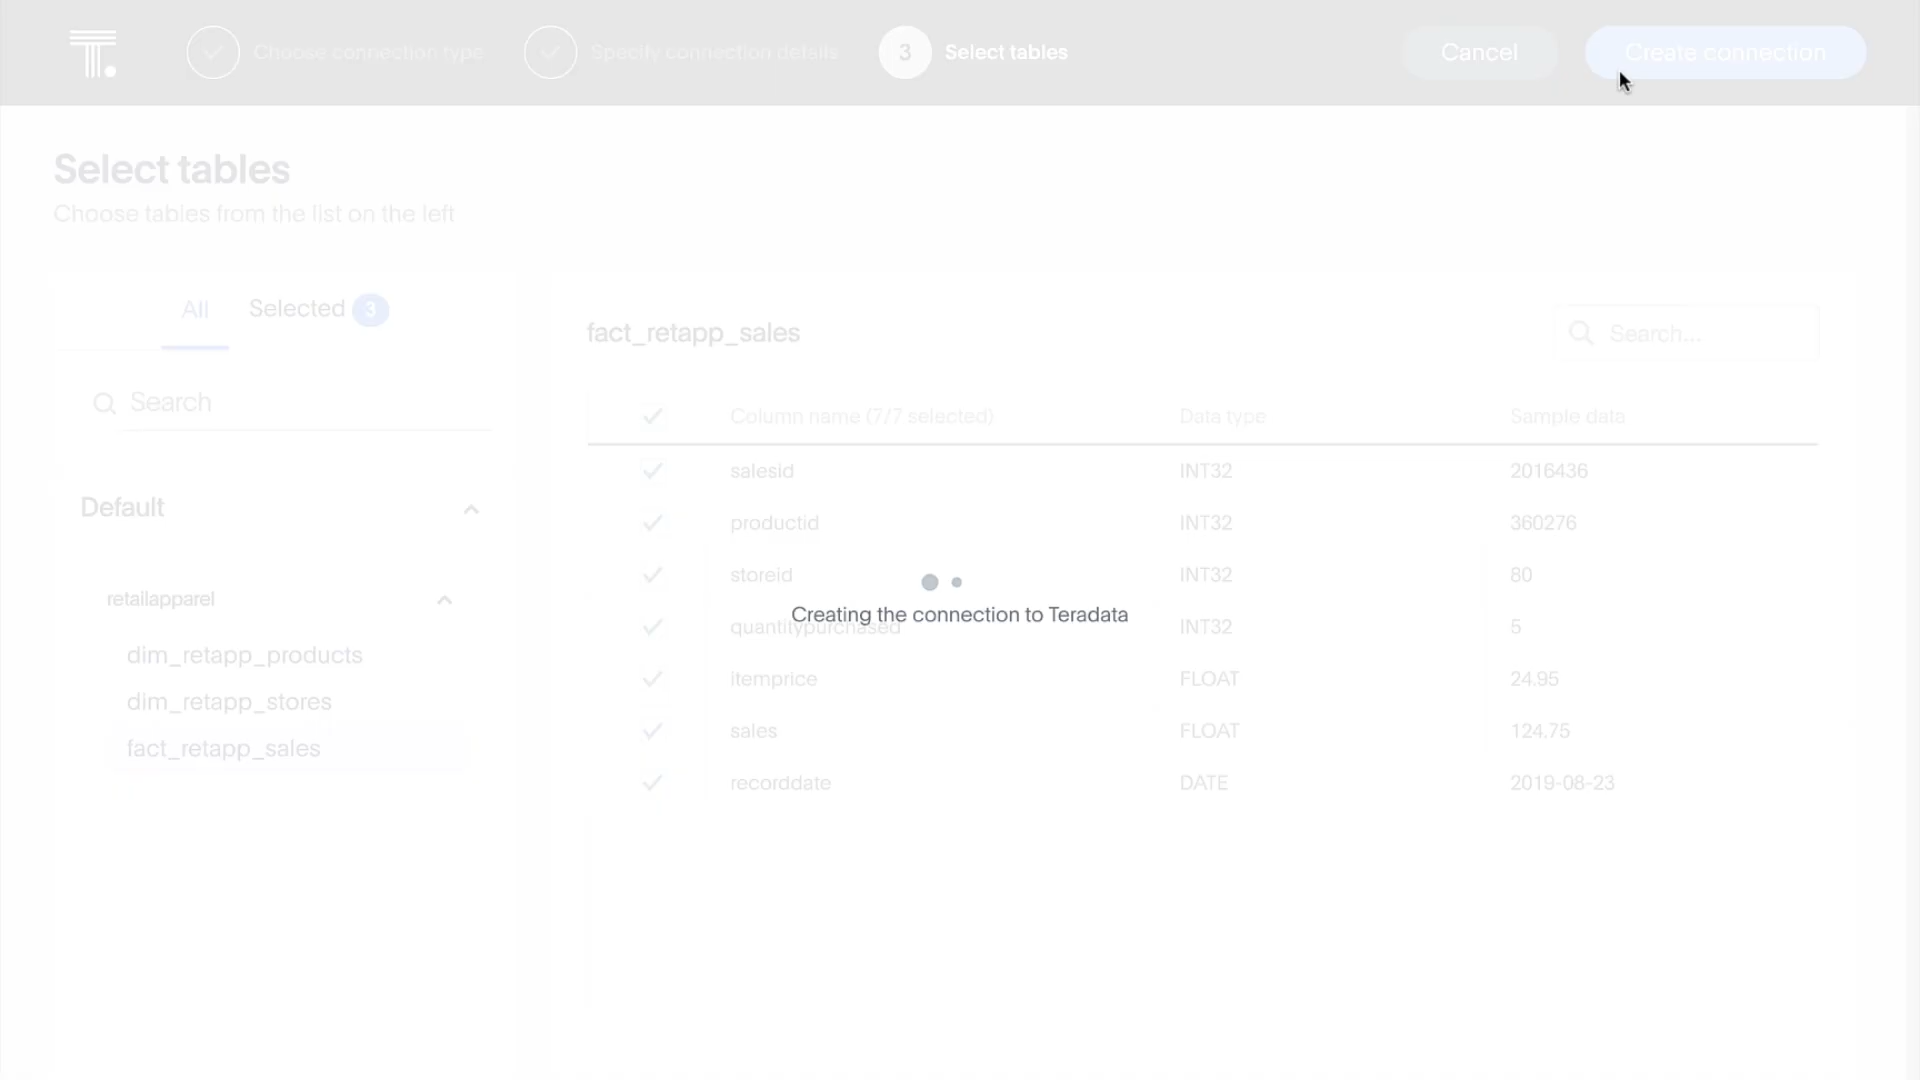 T.
Choose connection type
Specify connection details
3 Select tables
Cancel
Create connection
Select tables
Choose tables from the list on the left
All
Selected 3
Search
Default
retailapparel
dim_retapp_products
dim_retapp_stores
fact_retapp_sales
fact_retapp_sales
Search...
Column name (7/7 selected) Data type Sample data
salesid INT32 2016436
productid INT32 360276
storeid INT32 80
Creating the connection to Teradata
quantitypurchased INT32 5
itemprice FLOAT 24.95
sales FLOAT 124.75
recorddate DATE 2019-08-23